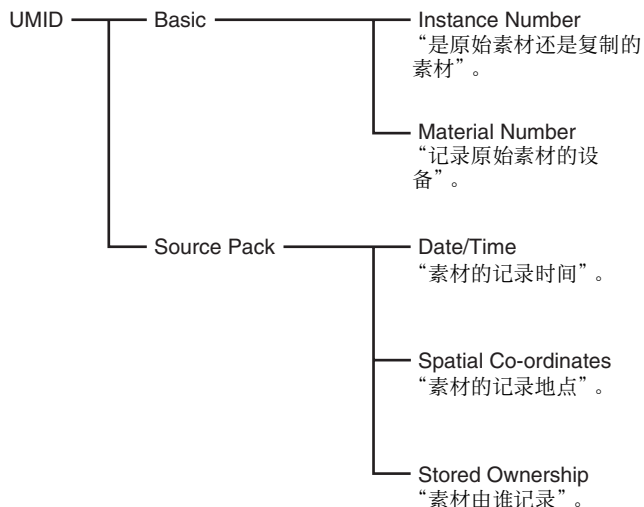 UMID
Basic
Instance Number
“是原始素材还是复制的
素材”。
Material Number
“记录原始素材的设
备”。
Source Pack
Date/Time
“素材的记录时间”。
Spatial Co-ordinates
“素材的记录地点”。
Stored Ownership
“素材由谁记录”。